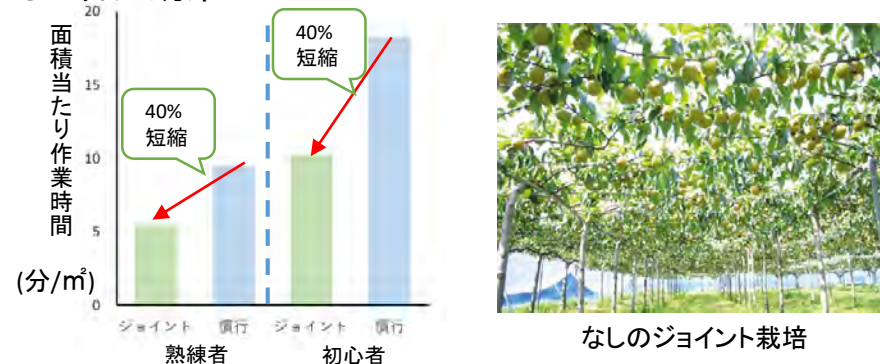 20
15
10
5
0
面積当たり作業時間
(分/㎡)
40%
短縮
40%
短縮
ジョイント 慣行 ジョイント 慣行
熟練者 初心者
なしのジョイント栽培